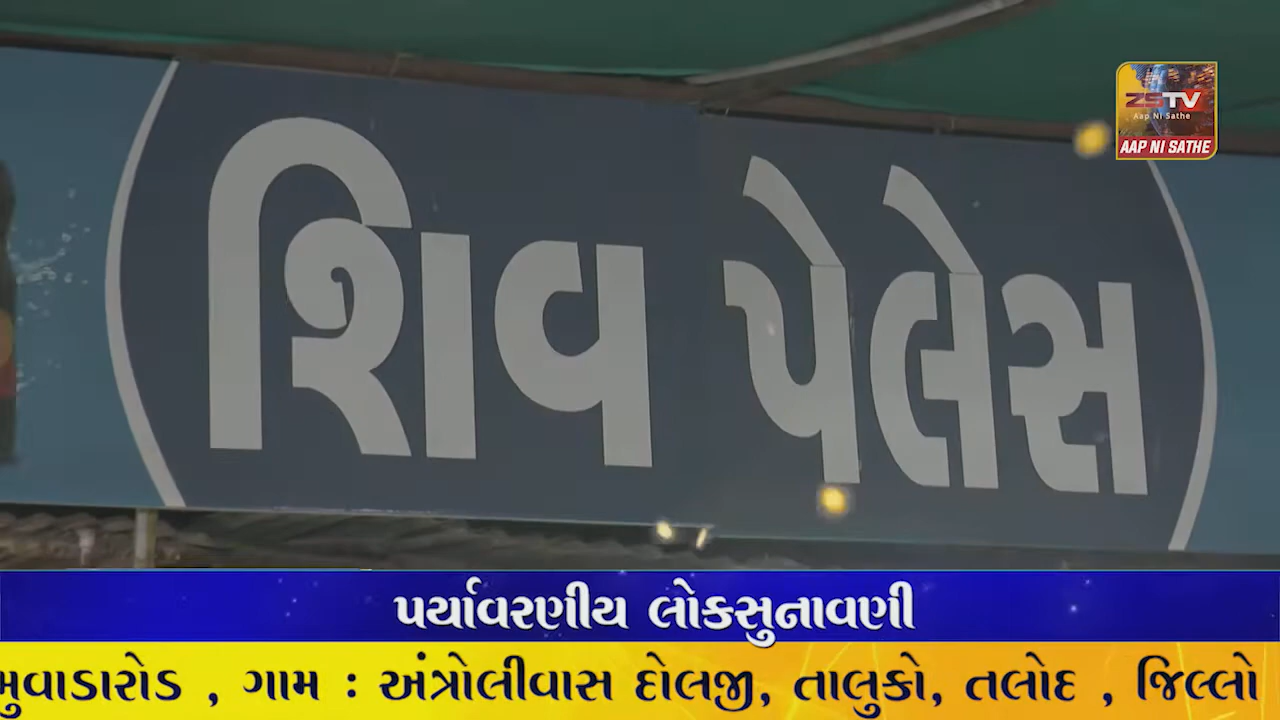 ZSTV
Aap Ni Sathe
AAP NI SATHE
શિવ પેલેસ
પર્યાવરણીય લોકસુનાવણી
મુવાડારોડ , ગામ : અંત્રોલીવાસ દોલજી, તાલુકો, તલોદ , જિલ્લો